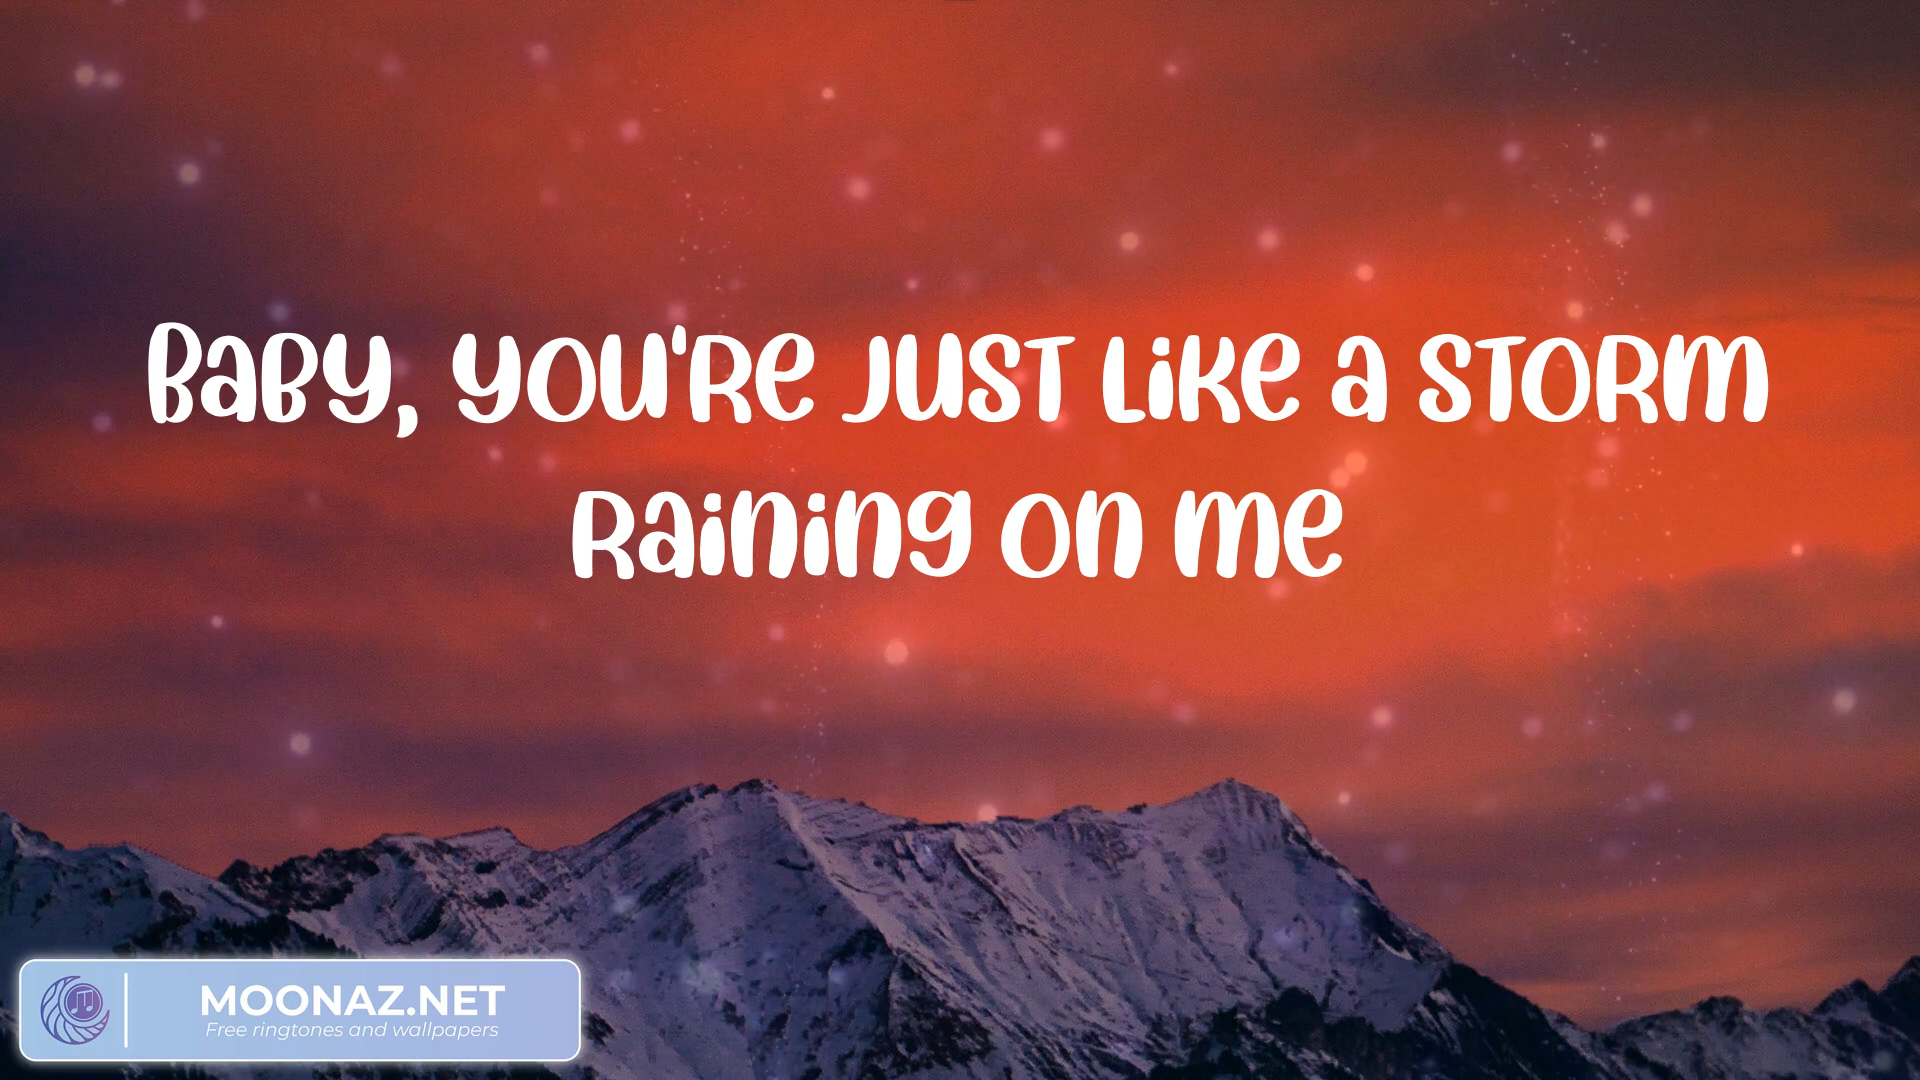 Baby, you're just like a storm
raining on me
MOONAZ.NET
Free ringtones and wallpapers